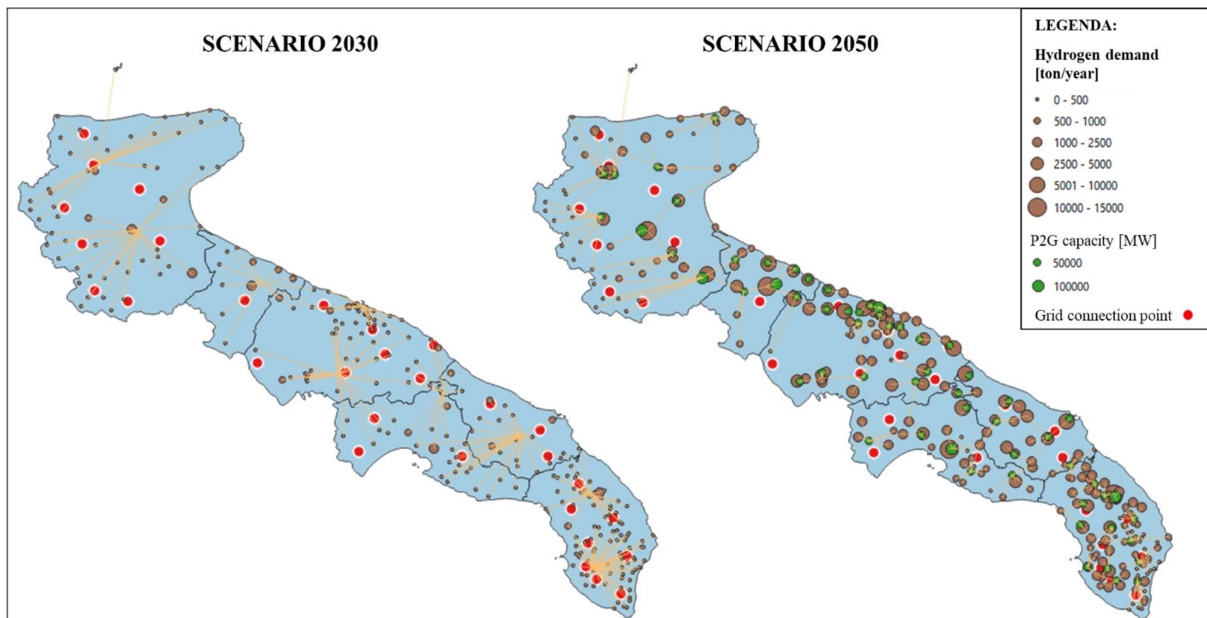 SCENARIO 2030
SCENARIO 2050
LEGENDA:
Hydrogen demand
[ton/year]
0 - 500
500 - 1000
1000 - 2500
2500 - 5000
5001 - 10000
10000 - 15000
P2G capacity [MW]
50000
100000
Grid connection point